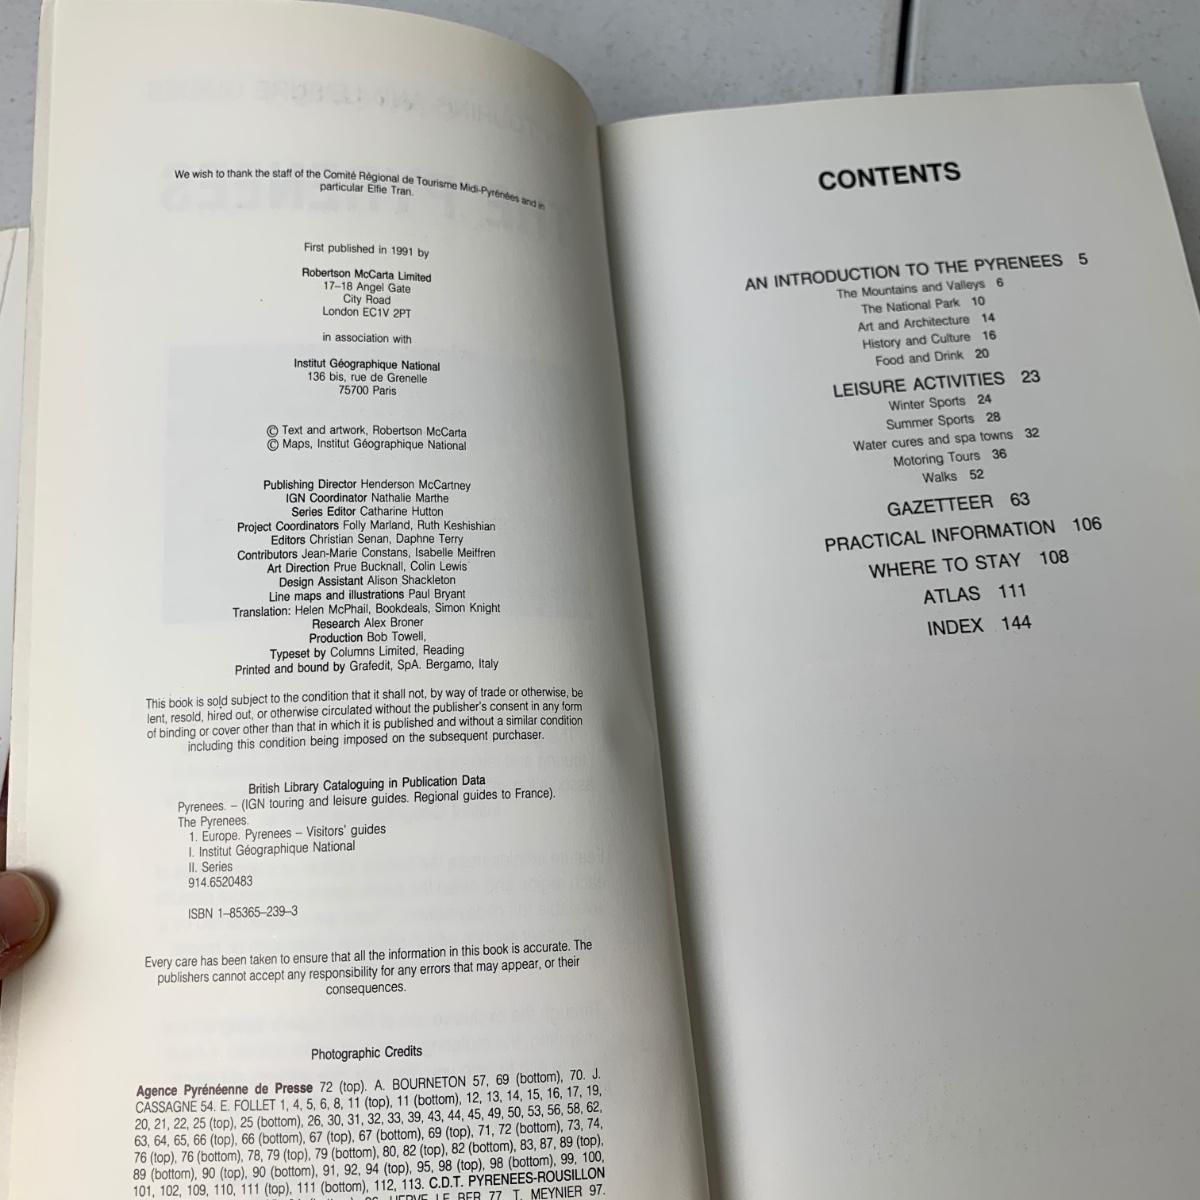 We wish to thank the staff of the Comité Régional de Tourisme Midi-Pyrénées and in
particular Elfie Tran.
First published in 1991 by
Robertson McCarta Limited
17–18 Angel Gate
City Road
London EC1V 2PT
in association with
Institut Géographique National
136 bis, rue de Grenelle
75700 Paris
© Text and artwork, Robertson McCarta
© Maps, Institut Géographique National
Publishing Director Henderson McCartney
IGN Coordinator Nathalie Marthe
Series Editor Catharine Hutton
Project Coordinators Folly Marland, Ruth Keshishian
Editors Christian Senan, Daphne Terry
Contributors Jean-Marie Constans, Isabelle Meiffren
Art Direction Prue Bucknall, Colin Lewis
Design Assistant Alison Shackleton
Line maps and illustrations Paul Bryant
Translation: Helen McPhail, Bookdeals, Simon Knight
Research Alex Broner
Production Bob Towell,
Typeset by Columns Limited, Reading
Printed and bound by Grafedit, SpA. Bergamo, Italy
This book is sold subject to the condition that it shall not, by way of trade or otherwise, be
lent, resold, hired out, or otherwise circulated without the publisher's consent in any form
of binding or cover other than that in which it is published and without a similar condition
including this condition being imposed on the subsequent purchaser.
British Library Cataloguing in Publication Data
Pyrenees. – (IGN touring and leisure guides. Regional guides to France).
The Pyrenees.
1. Europe. Pyrenees – Visitors' guides
I. Institut Géographique National
II. Series
914.6520483
ISBN 1–85365–239–3
Every care has been taken to ensure that all the information in this book is accurate. The
publishers cannot accept any responsibility for any errors that may appear, or their
consequences.
Photographic Credits
Agence Pyrénéenne de Presse 72 (top). A. BOURNETON 57, 69 (bottom), 70. J.
CASSAGNE 54. E. FOLLET 1, 4, 5, 6, 8, 11 (top), 11 (bottom), 12, 13, 14, 15, 16, 17, 19,
20, 21, 22, 25 (top), 25 (bottom), 26, 30, 31, 32, 33, 39, 43, 44, 45, 49, 50, 53, 56, 58, 62,
63, 64, 65, 66 (top), 66 (bottom), 67 (top), 67 (bottom), 69 (top), 71, 72 (bottom), 73, 74,
76 (top), 76 (bottom), 78, 79 (top), 79 (bottom), 80, 82 (top), 82 (bottom), 83, 87, 89 (top),
89 (bottom), 90 (top), 90 (bottom), 91, 92, 94 (top), 95, 98 (top), 98 (bottom), 99, 100,
101, 102, 109, 110, 111 (top), 111 (bottom), 112, 113. C.D.T. PYRENEES-ROUSILLON
HERVE LE BER 77. T. MEYNIER 97.
CONTENTS
AN INTRODUCTION TO THE PYRENEES 5
The Mountains and Valleys 6
The National Park 10
Art and Architecture 14
History and Culture 16
Food and Drink 20
LEISURE ACTIVITIES 23
Winter Sports 24
Summer Sports 28
Water cures and spa towns 32
Motoring Tours 36
Walks 52
GAZETTEER 63
PRACTICAL INFORMATION 106
WHERE TO STAY 108
ATLAS 111
INDEX 144